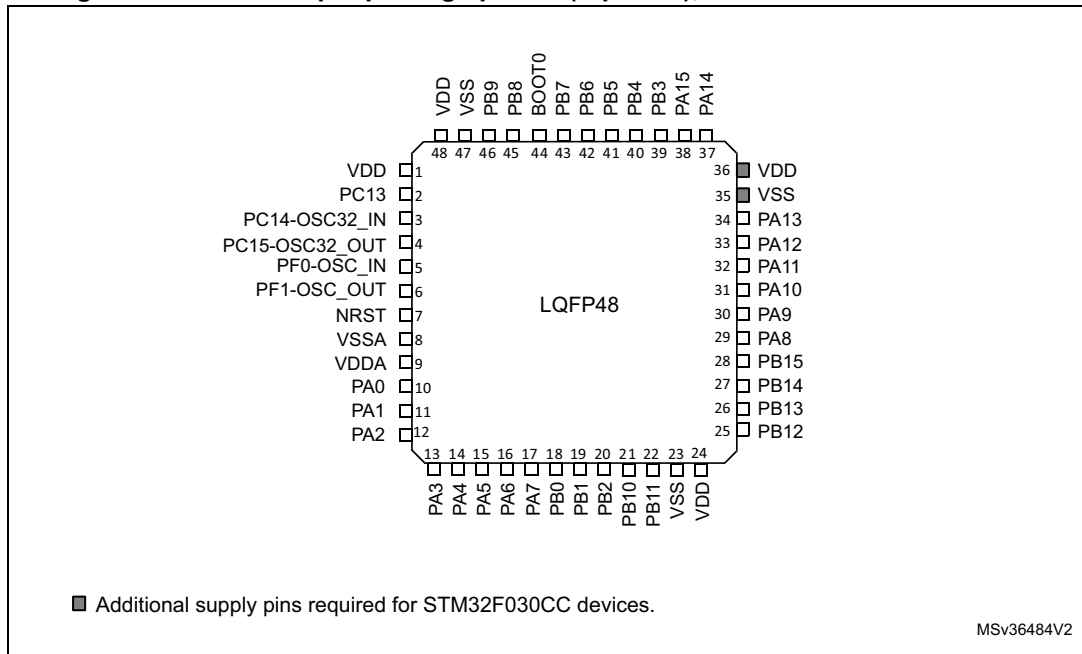 VDD
VSS
PB9
PB8
BOOT0
PB7
PB6
PB5
PB4
PB3
PA15
PA14
48 47 46 45 44 43 42 41 40 39 38 37
VDD 1
PC13 2
PC14-OSC32_IN 3
PC15-OSC32_OUT 4
PF0-OSC_IN 5
PF1-OSC_OUT 6
NRST 7
VSSA 8
VDDA 9
PA0 10
PA1 11
PA2 12
LQFP48
36 VDD
35 VSS
34 PA13
33 PA12
32 PA11
31 PA10
30 PA9
29 PA8
28 PB15
27 PB14
26 PB13
25 PB12
13 14 15 16 17 18 19 20 21 22 23 24
PA3
PA4
PA5
PA6
PA7
PB0
PB1
PB2
PB10
PB11
VSS
VDD
Additional supply pins required for STM32F030CC devices.
MSv36484V2